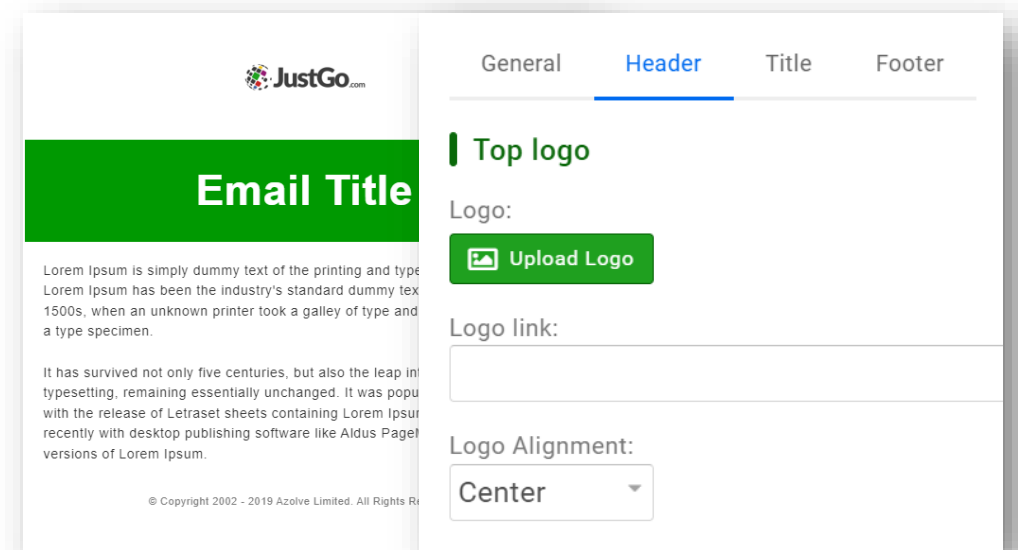 JustGo.com
Email Title
Lorem Ipsum is simply dummy text of the printing and type
Lorem Ipsum has been the industry's standard dummy tex
1500s, when an unknown printer took a galley of type and
a type specimen.
It has survived not only five centuries, but also the leap in
typesetting, remaining essentially unchanged. It was popu
with the release of Letraset sheets containing Lorem Ipsu
recently with desktop publishing software like Aldus Page
versions of Lorem Ipsum.
© Copyright 2002 - 2019 Azolve Limited. All Rights Re
General Header Title Footer
Top logo
Logo:
Upload Logo
Logo link:
Logo Alignment:
Center